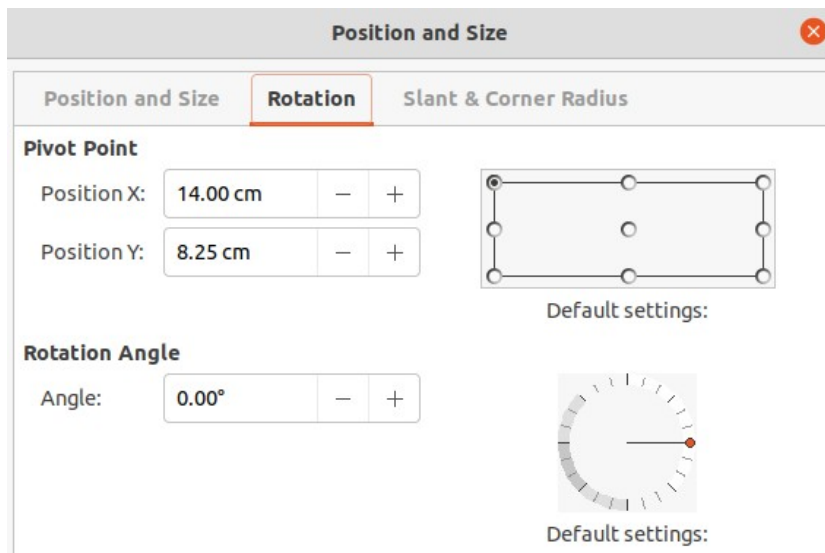 Position and Size
Position and Size Rotation Slant & Corner Radius
Pivot Point
Position X: 14.00 cm − +
Position Y: 8.25 cm − +
Default settings:
Rotation Angle
Angle: 0.00° − +
Default settings: